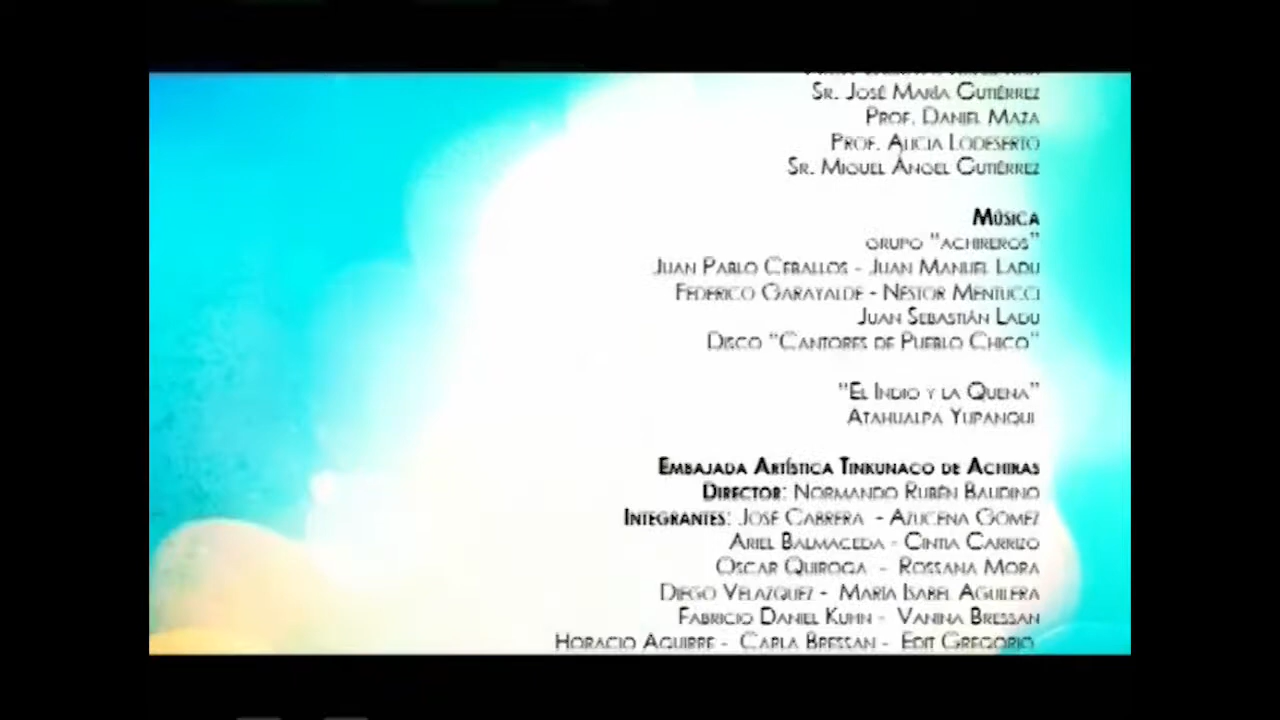 Sr. José María Gutiérrez
Prof. Daniel Maza
Prof. Alicia Lodeserto
Sr. Miguel Ángel Gutiérrez
Música
grupo "achireros"
Juan Pablo Ceballos - Juan Manuel Ladu
Federico Garayalde - Néstor Mentucci
Juan Sebastián Ladu
Disco "Cantores de Pueblo Chico"
"El Indio y la Quena"
Atahualpa Yupanqui
Embajada Artística Tinkunaco de Achiras
Director: Normando Rubén Baudino
Integrantes: José Cabrera - Azucena Gómez
Ariel Balmaceda - Cintia Carrizo
Oscar Quiroga - Rossana Mora
Diego Velazquez - María Isabel Aguilera
Fabricio Daniel Kuhn - Vanina Bressan
Horacio Aguirre - Carla Bressan - Edit Gregorio